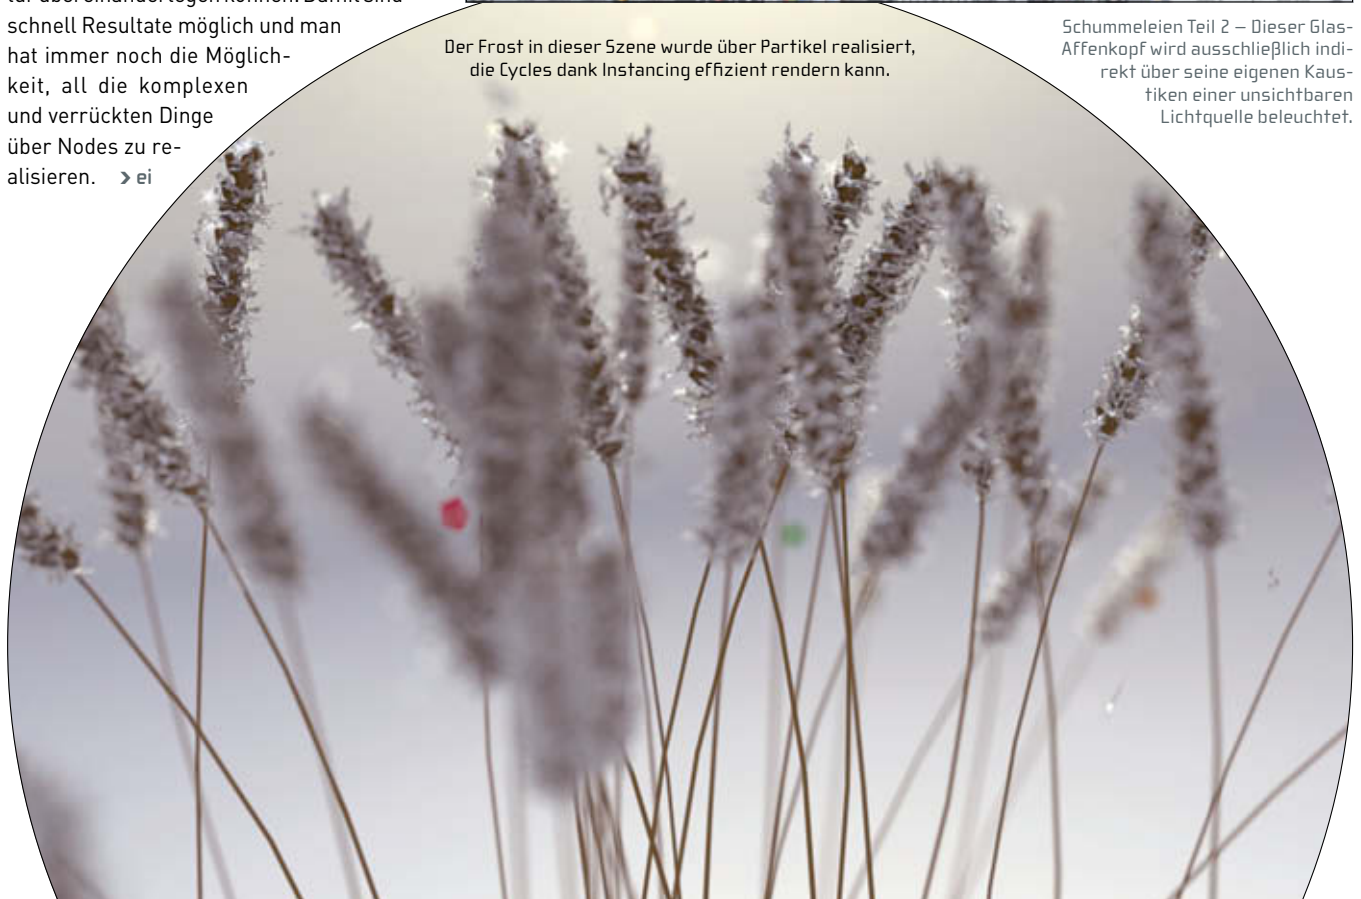 schnell Resultate möglich und man
hat immer noch die Möglich-
keit, all die komplexen
und verrückten Dinge
über Nodes zu re-
alisieren. › ei
Der Frost in dieser Szene wurde über Partikel realisiert,
die Cycles dank Instancing effizient rendern kann.
Schummeleien Teil 2 – Dieser Glas-
Affenkopf wird ausschließlich indi-
rekt über seine eigenen Kaus-
tiken einer unsichtbaren
Lichtquelle beleuchtet.